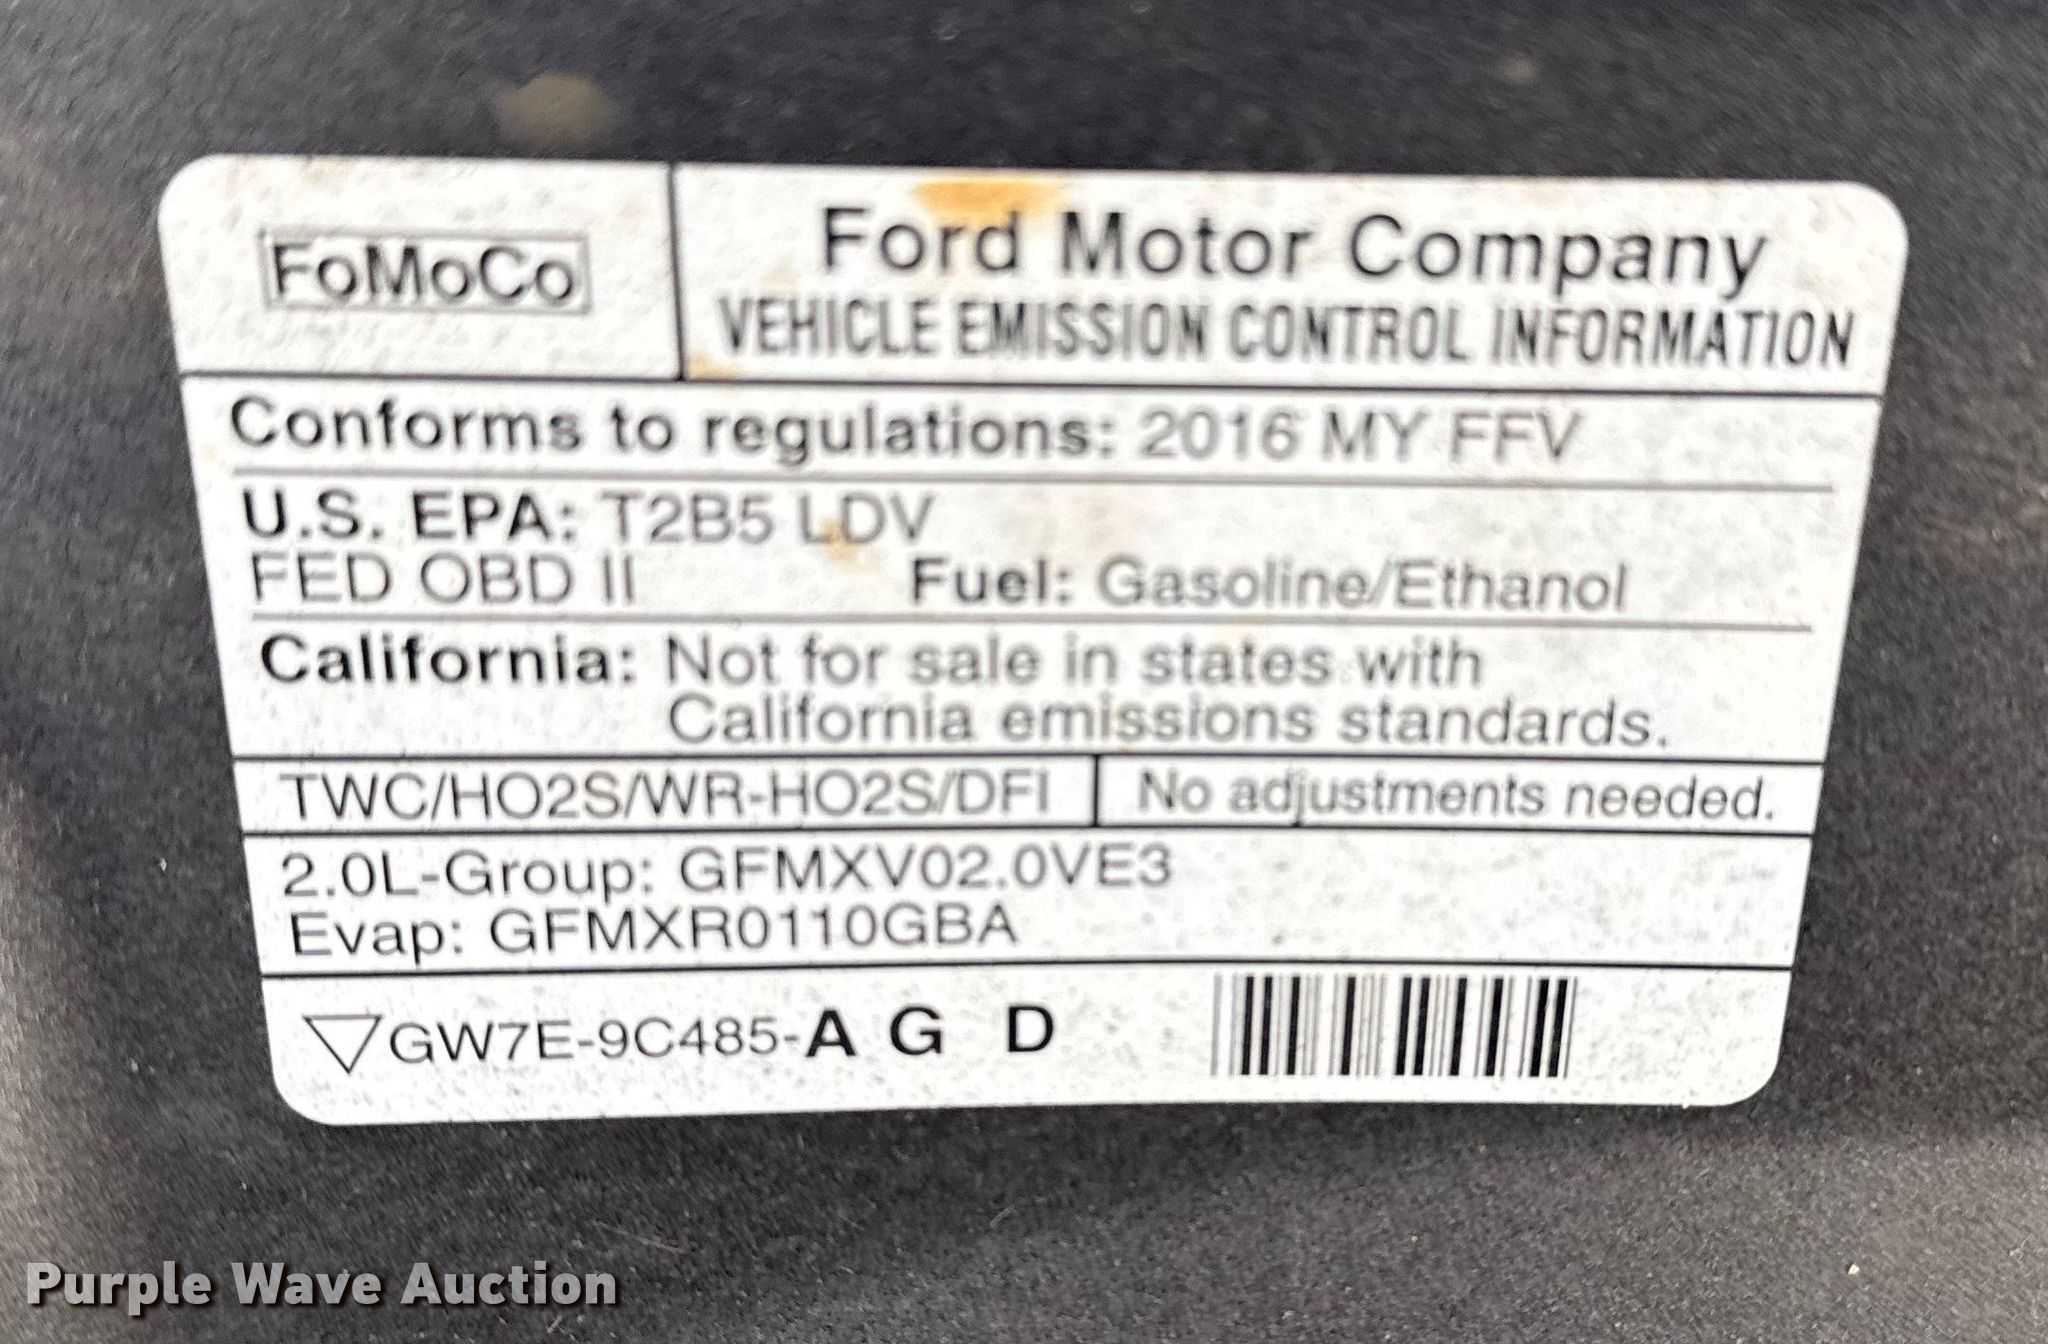 FoMoCo
Ford Motor Company
VEHICLE EMISSION CONTROL INFORMATION
Conforms to regulations: 2016 MY FFV
U.S. EPA: T2B5 LDV
FED OBD II Fuel: Gasoline/Ethanol
California: Not for sale in states with
California emissions standards.
TWC/HO2S/WR-HO2S/DFI No adjustments needed.
2.0L-Group: GFMXV02.0VE3
Evap: GFMXR0110GBA
GW7E-9C485-A G D
Purple Wave Auction